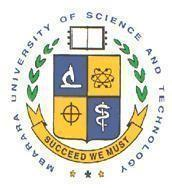 MBARARA UNIVERSITY OF SCIENCE AND TECHNOLOGY
SUCCEED WE MUST